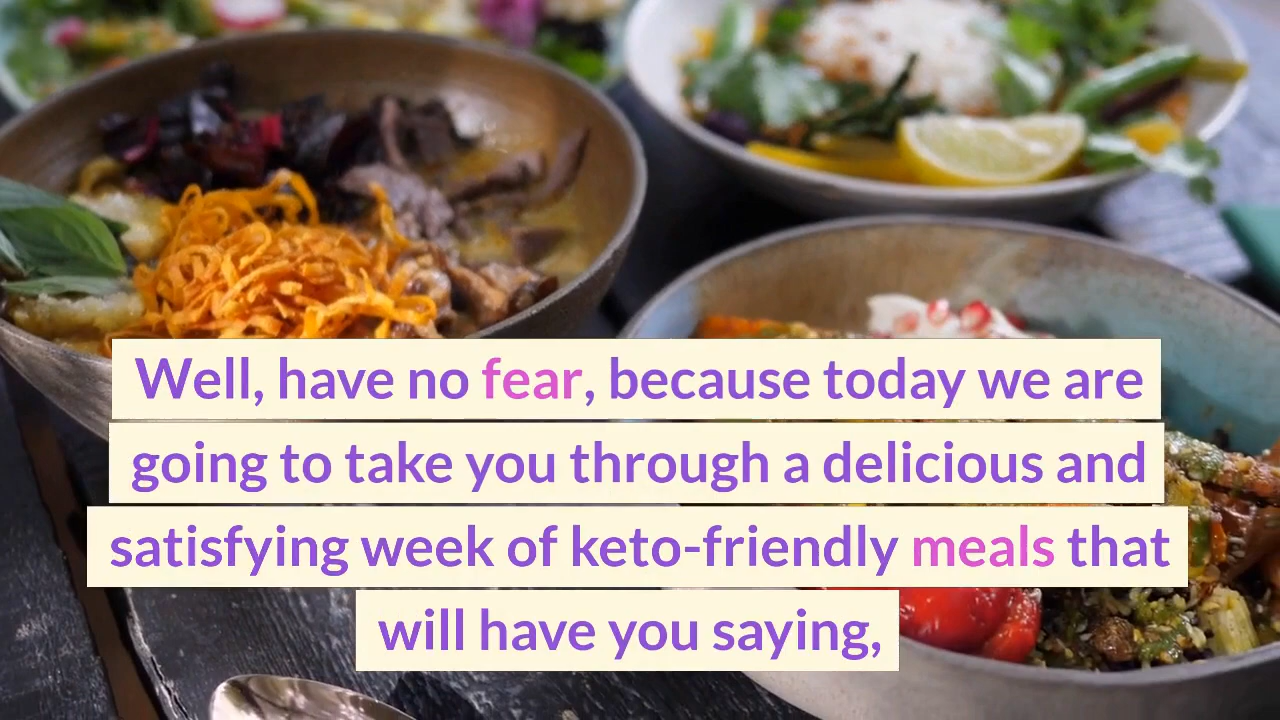 Well, have no fear, because today we are
going to take you through a delicious and
satisfying week of keto-friendly meals that
will have you saying,